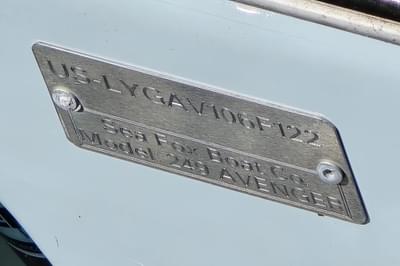 US-LYGAV106F122
Sea Fox Boat Co
Model 249 AVENGER